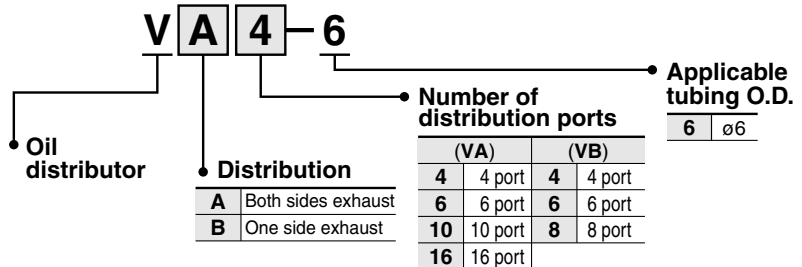 VA4-6
Oil
distributor
Distribution
A Both sides exhaust
B One side exhaust
Number of
distribution ports
(VA) (VB)
4 4 port 4 4 port
6 6 port 6 6 port
10 10 port 8 8 port
16 16 port
Applicable
tubing O.D.
6 ø6